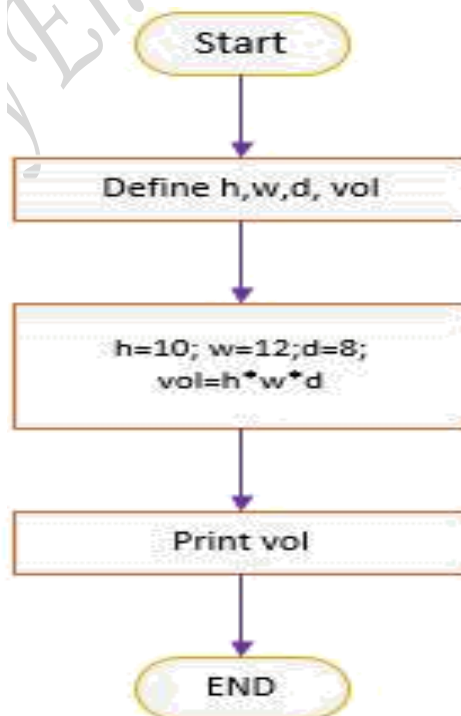 Start
Define h,w,d, vol
h=10; w=12;d=8;
vol=h*w*d
Print vol
END